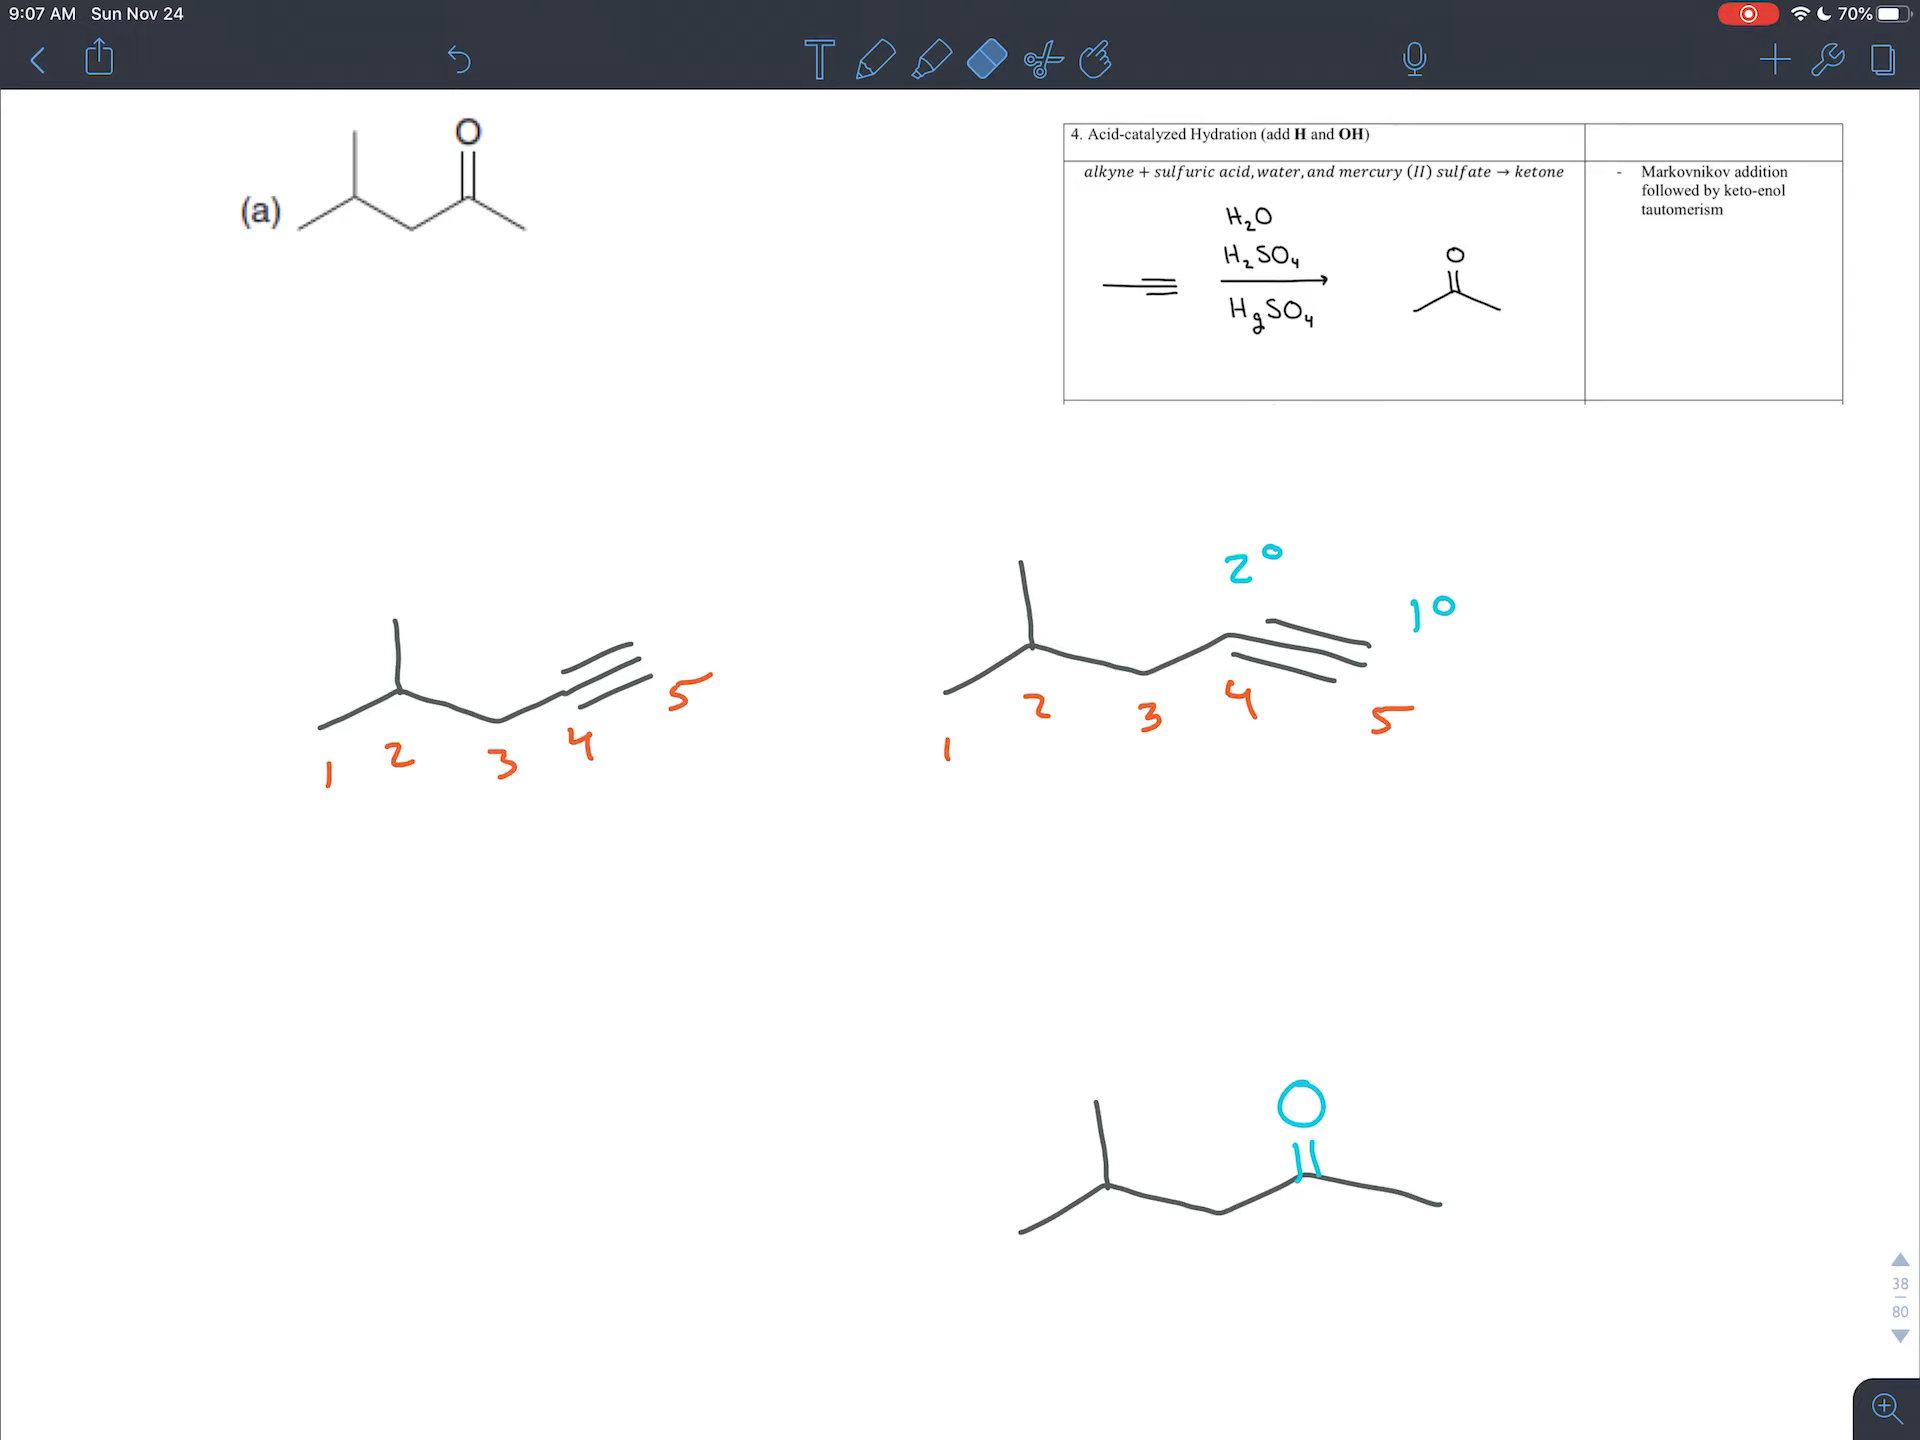 9:07 AM Sun Nov 24
70%
T
(a)
O
4. Acid-catalyzed Hydration (add H and OH)
alkyne + sulfuric acid, water, and mercury (II) sulfate → ketone
- Markovnikov addition
followed by keto-enol
tautomerism
H₂O
H₂SO₄
HgSO₄
O
2°
1°
1 2 3 4 5
1 2 3 4 5
O
38
80